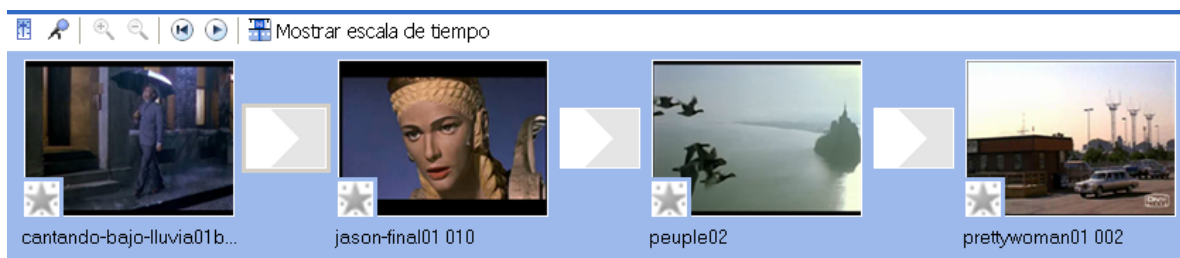 Mostrar escala de tiempo
cantando-bajo-lluvia01b...
jason-final01 010
peuple02
prettywoman01 002